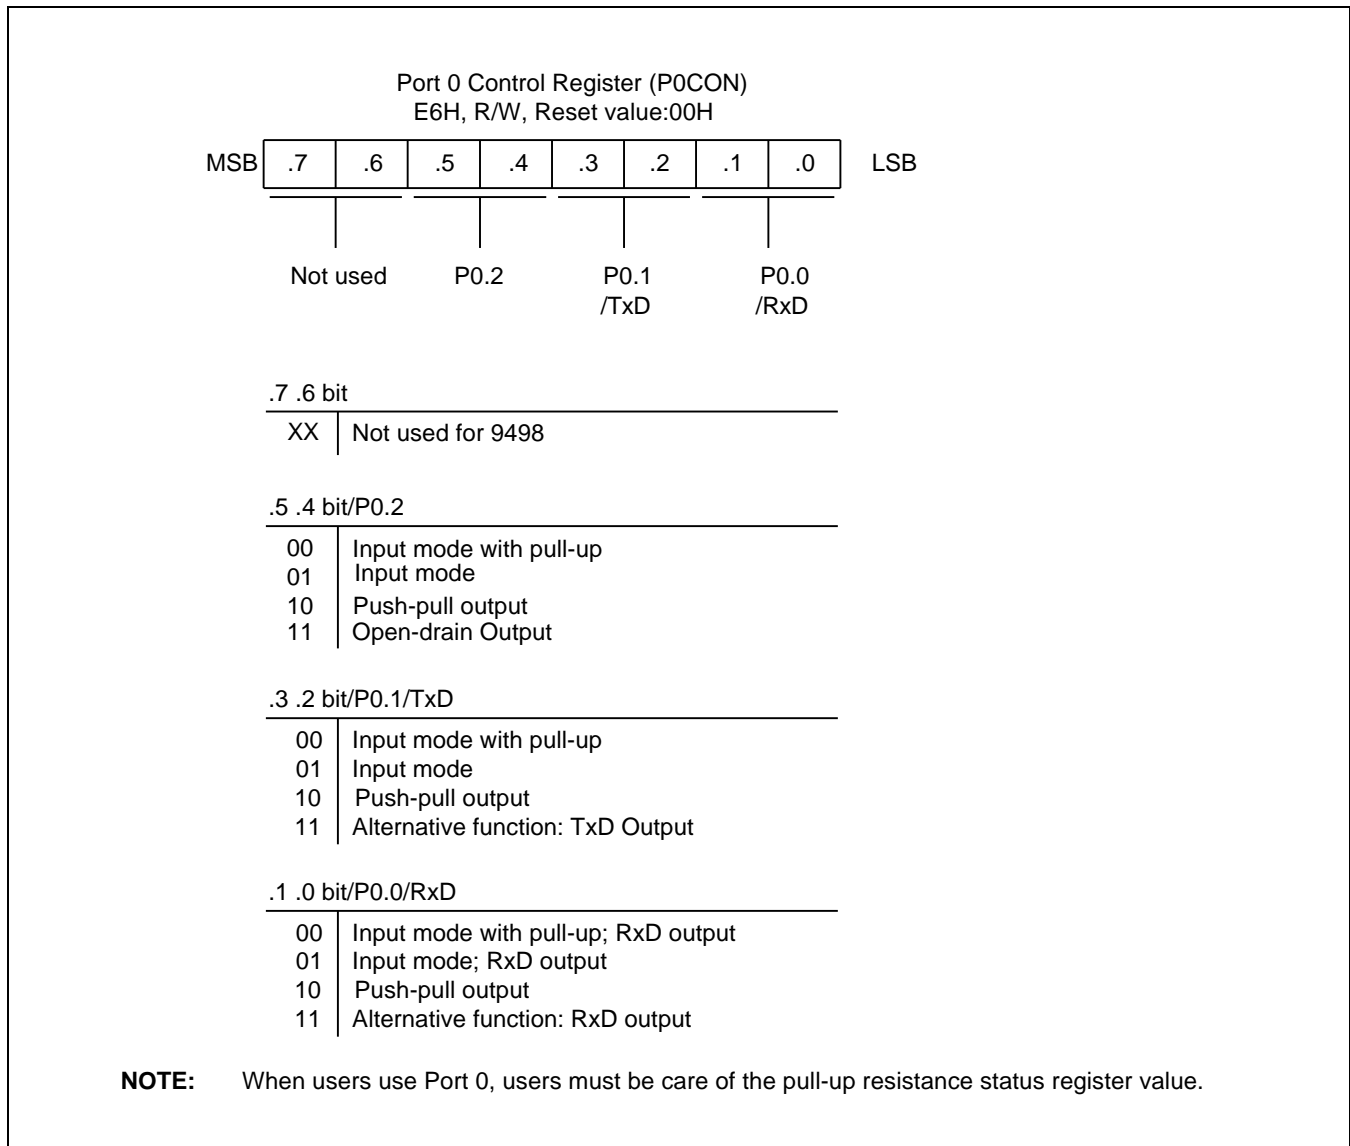 Port 0 Control Register (P0CON)
E6H, R/W, Reset value:00H
MSB .7 .6 .5 .4 .3 .2 .1 .0 LSB
Not used P0.2 P0.1 P0.0
/TxD /RxD
.7 .6 bit
XX Not used for 9498
.5 .4 bit/P0.2
00 Input mode with pull-up
01 Input mode
10 Push-pull output
11 Open-drain Output
.3 .2 bit/P0.1/TxD
00 Input mode with pull-up
01 Input mode
10 Push-pull output
11 Alternative function: TxD Output
.1 .0 bit/P0.0/RxD
00 Input mode with pull-up; RxD output
01 Input mode; RxD output
10 Push-pull output
11 Alternative function: RxD output
NOTE: When users use Port 0, users must be care of the pull-up resistance status register value.